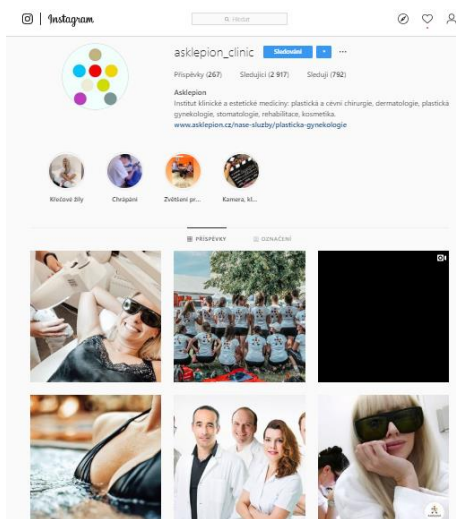 Instagram
Hledat
asklepion_clinic Sledování
Příspěvky (267) Sledující (2 917) Sleduji (792)
Asklepion
Institut klinické a estetické medicíny: plastická a cévní chirurgie, dermatologie, plastická
gynekologie, stomatologie, rehabilitace, kosmetika.
www.asklepion.cz/nase-sluzby/plasticka-gynekologie
Křečové žíly Chrápání Zvětšení pr... Kamera, kl...
PŘÍSPĚVKY OZNAČENÍ